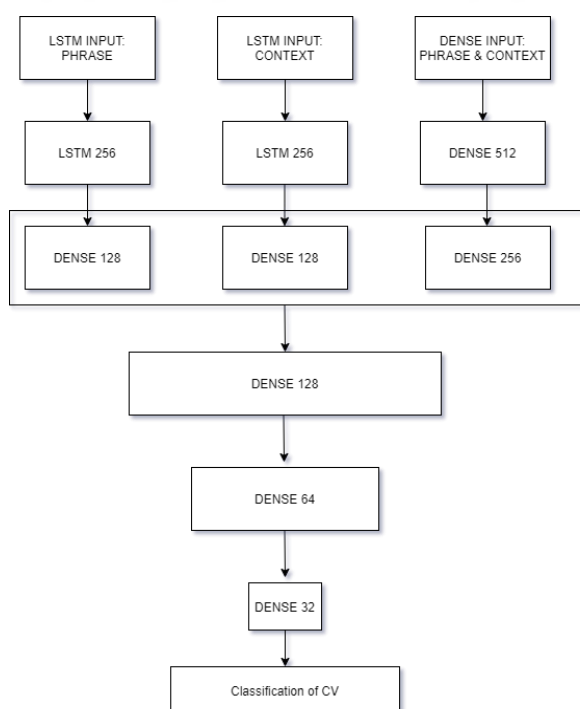 LSTM INPUT:
PHRASE
LSTM INPUT:
CONTEXT
DENSE INPUT:
PHRASE & CONTEXT
LSTM 256
LSTM 256
DENSE 512
DENSE 128
DENSE 128
DENSE 256
DENSE 128
DENSE 64
DENSE 32
Classification of CV